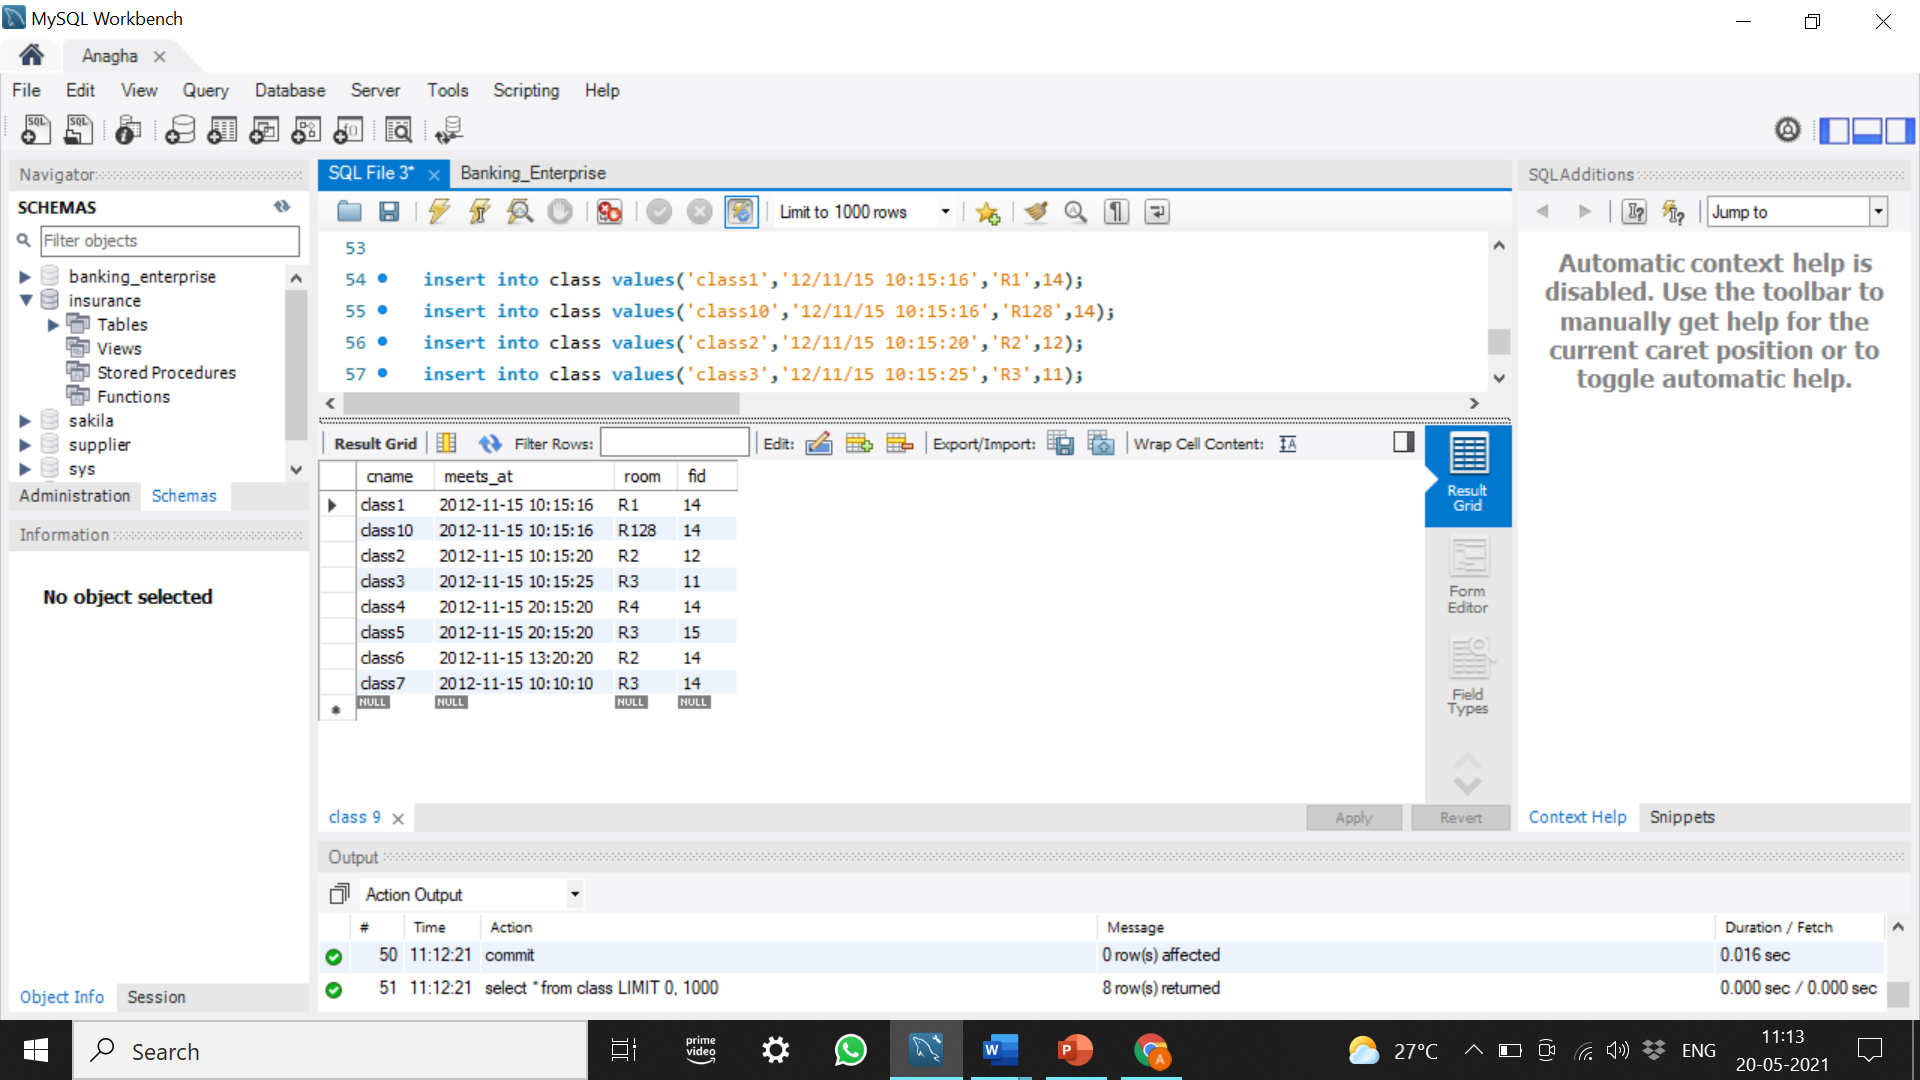 MySQL Workbench
Anagha
File Edit View Query Database Server Tools Scripting Help
Navigator
SCHEMAS
Filter objects
banking_enterprise
insurance
Tables
Views
Stored Procedures
Functions
sakila
supplier
sys
Administration Schemas
Information
No object selected
Object Info Session
SQL File 3* Banking_Enterprise
Limit to 1000 rows
53
54 insert into class values('class1','12/11/15 10:15:16','R1',14);
55 insert into class values('class10','12/11/15 10:15:16','R128',14);
56 insert into class values('class2','12/11/15 10:15:20','R2',12);
57 insert into class values('class3','12/11/15 10:15:25','R3',11);
Result Grid Filter Rows: Edit: Export/Import: Wrap Cell Content:
cname meets_at room fid
class1 2012-11-15 10:15:16 R1 14
class10 2012-11-15 10:15:16 R128 14
class2 2012-11-15 10:15:20 R2 12
class3 2012-11-15 10:15:25 R3 11
class4 2012-11-15 20:15:20 R4 14
class5 2012-11-15 20:15:20 R3 15
class6 2012-11-15 13:20:20 R2 14
class7 2012-11-15 10:10:10 R3 14
NULL NULL NULL NULL
Result
Grid
Form
Editor
Field
Types
class 9
Apply Revert
SQLAdditions
Jump to
Automatic context help is
disabled. Use the toolbar to
manually get help for the
current caret position or to
toggle automatic help.
Context Help Snippets
Output
Action Output
# Time Action Message Duration / Fetch
50 11:12:21 commit 0 row(s) affected 0.016 sec
51 11:12:21 select * from class LIMIT 0, 1000 8 row(s) returned 0.000 sec / 0.000 sec
Search
prime
video
W
P
A
27°C
ENG
11:13
20-05-2021